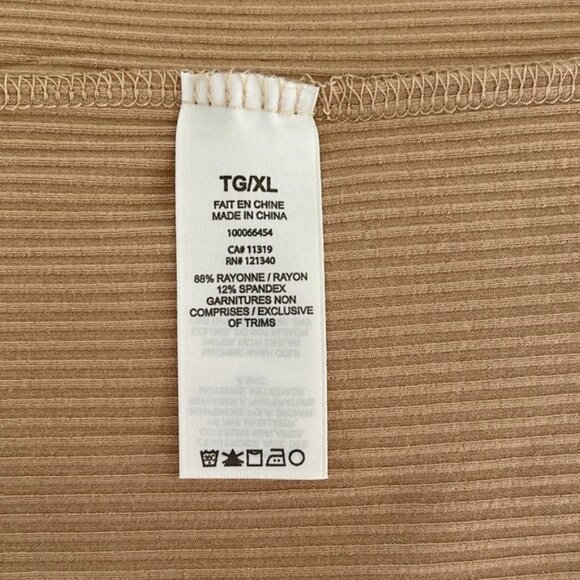 TG/XL
FAIT EN CHINE
MADE IN CHINA
100066454
CA# 11319
RN# 121340
88% RAYONNE / RAYON
12% SPANDEX
GARNITURES NON
COMPRISES / EXCLUSIVE
OF TRIMS